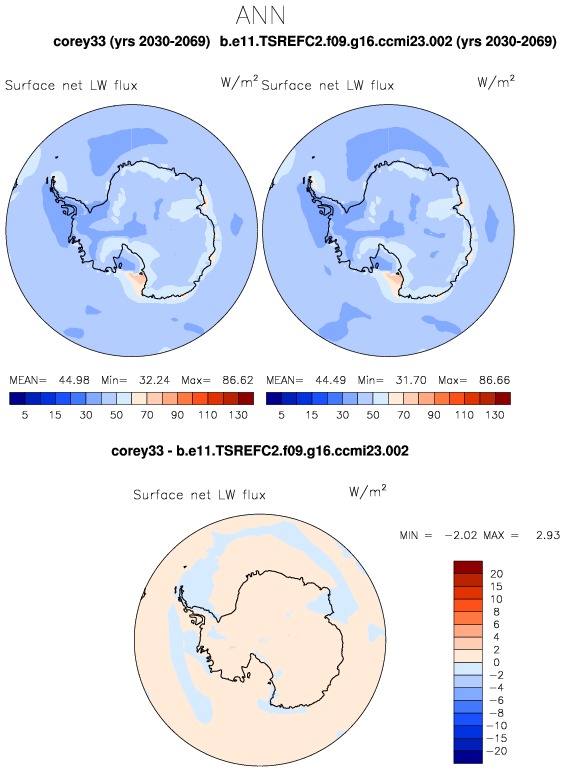 ANN
corey33 (yrs 2030-2069) b.e11.TSREFC2.f09.g16.ccmi23.002 (yrs 2030-2069)
Surface net LW flux W/m² Surface net LW flux W/m²
MEAN= 44.98 Min= 32.24 Max= 86.62 MEAN= 44.49 Min= 31.70 Max= 86.66
5 15 30 50 70 90 110 130 5 15 30 50 70 90 110 130
corey33 - b.e11.TSREFC2.f09.g16.ccmi23.002
Surface net LW flux W/m²
MIN = -2.02 MAX = 2.93
20
15
10
8
6
4
2
0
-2
-4
-6
-8
-10
-15
-20